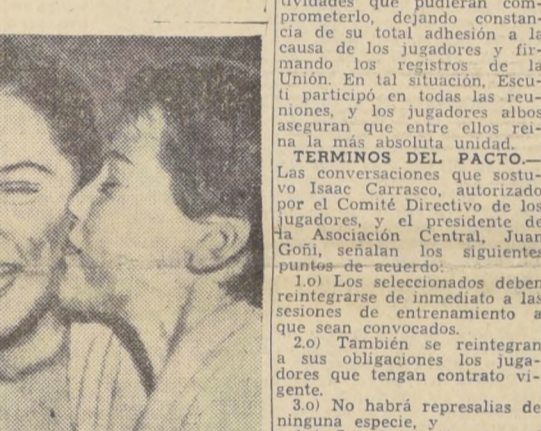 tividades que pudieran com-
prometerlo, dejando constan-
cia de su total adhesión a la
causa de los jugadores y fir-
mando los registros de la
Unión. En tal situación, Escu-
ti participó en todas las reu-
niones, y los jugadores albos
aseguran que entre ellos rei-
na la más absoluta unidad.
TERMINOS DEL PACTO.—
Las conversaciones que sostu-
vo Isaac Carrasco, autorizado
por el Comité Directivo de los
jugadores, y el presidente de
la Asociación Central, Juan
Goñi, señalan los siguientes
puntos de acuerdo:
1.o) Los seleccionados deben
reintegrarse de inmediato a las
sesiones de entrenamiento a
que sean convocados.
2.o) También se reintegran
a sus obligaciones los juga-
dores que tengan contrato vi-
gente.
3.o) No habrá represalias de
ninguna especie, y